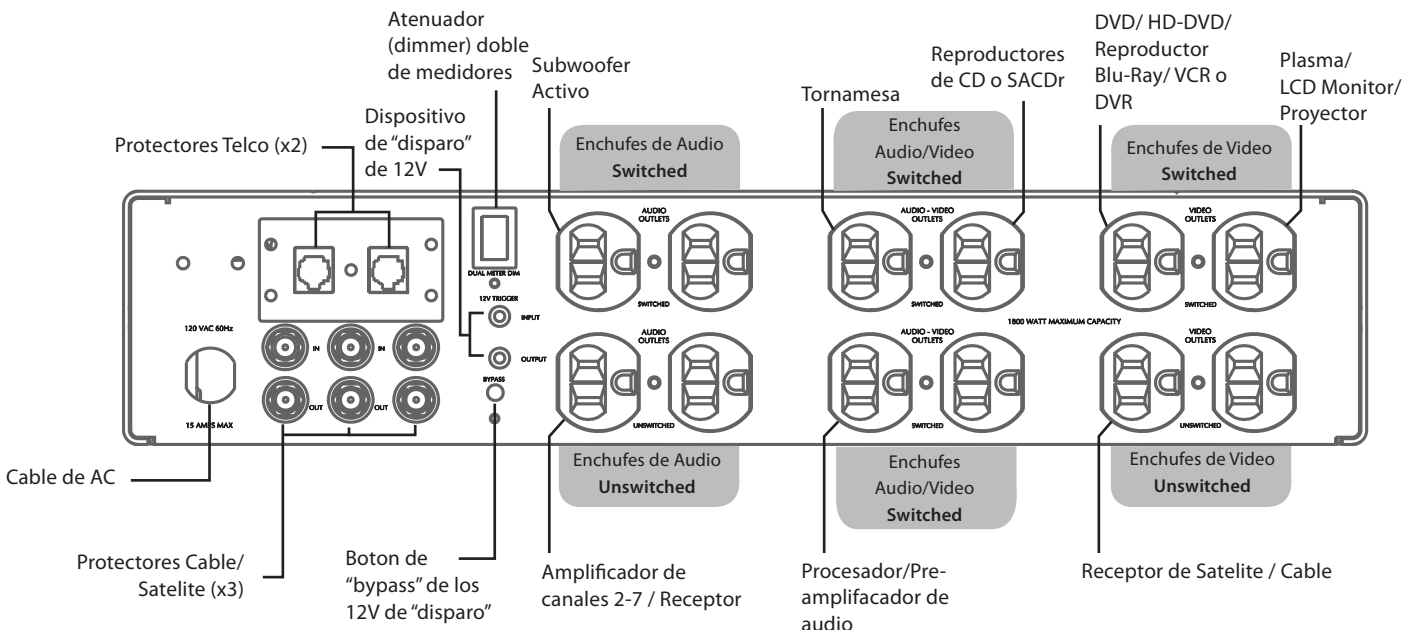 Atenuador
(dimmer) doble
de medidores
Subwoofer
Activo
Dispositivo
de “disparo”
de 12V
Protectores Telco (x2)
Tornamesa
Reproductores
de CD o SACDr
DVD/ HD-DVD/
Reproductor
Blu-Ray/ VCR o
DVR
Plasma/
LCD Monitor/
Proyector
Enchufes de Audio
Switched
Enchufes
Audio/Video
Switched
Enchufes de Video
Switched
DUAL METER DIM
12V TRIGGER
INPUT
OUTPUT
BYPASS
120 VAC 60Hz
15 AMPS MAX
IN
IN
OUT
OUT
AUDIO
OUTLETS
SWITCHED
AUDIO - VIDEO
OUTLETS
SWITCHED
VIDEO
OUTLETS
SWITCHED
1800 WATT MAXIMUM CAPACITY
AUDIO
OUTLETS
UNSWITCHED
AUDIO - VIDEO
OUTLETS
SWITCHED
VIDEO
OUTLETS
UNSWITCHED
Enchufes de Audio
Unswitched
Enchufes
Audio/Video
Switched
Enchufes de Video
Unswitched
Cable de AC
Protectores Cable/
Satelite (x3)
Boton de
“bypass” de los
12V de “disparo”
Amplificador de
canales 2-7 / Receptor
Procesador/Pre-
amplifacador de
audio
Receptor de Satelite / Cable